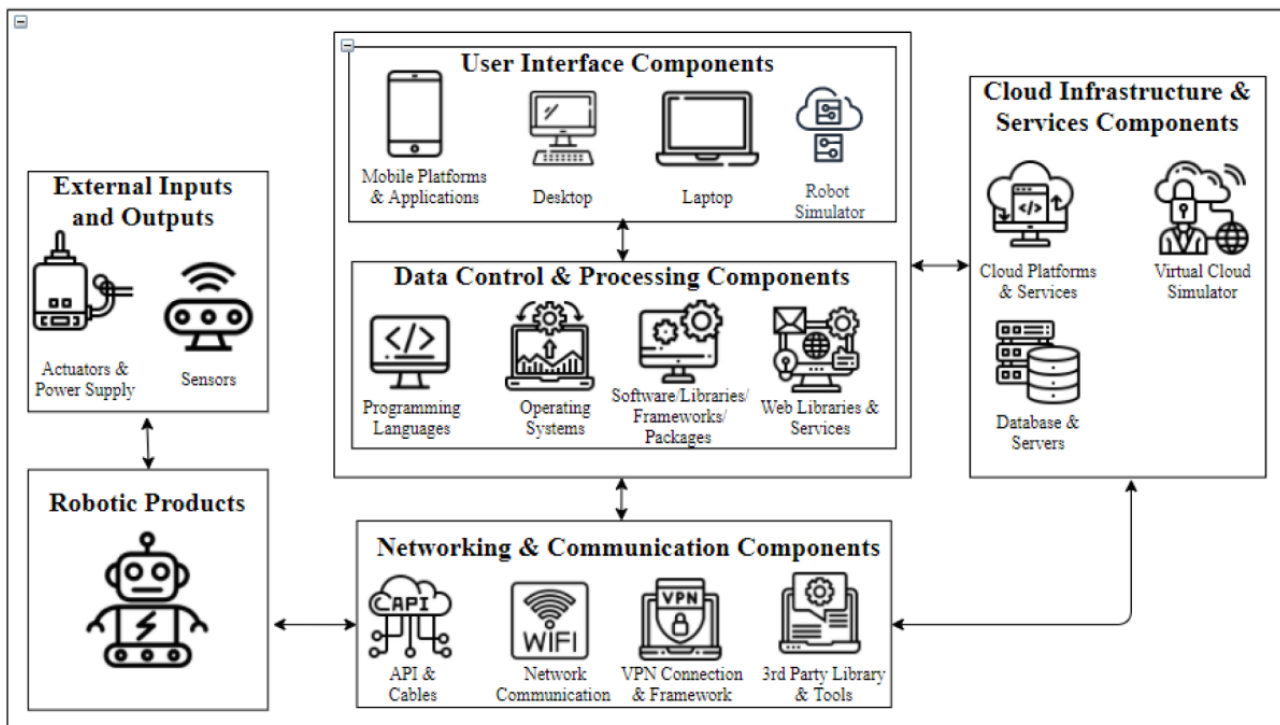 User Interface Components
Mobile Platforms
& Applications
Desktop
Laptop
Robot
Simulator
Cloud Infrastructure &
Services Components
</>
Cloud Platforms
& Services
Virtual Cloud
Simulator
Database &
Servers
External Inputs
and Outputs
Actuators &
Power Supply
Sensors
Data Control & Processing Components
</>
Programming
Languages
Operating
Systems
Software/Libraries/
Frameworks/
Packages
Web Libraries &
Services
Robotic Products
Networking & Communication Components
API
API &
Cables
WiFi
Network
Communication
VPN
VPN Connection
& Framework
3rd Party Library
& Tools